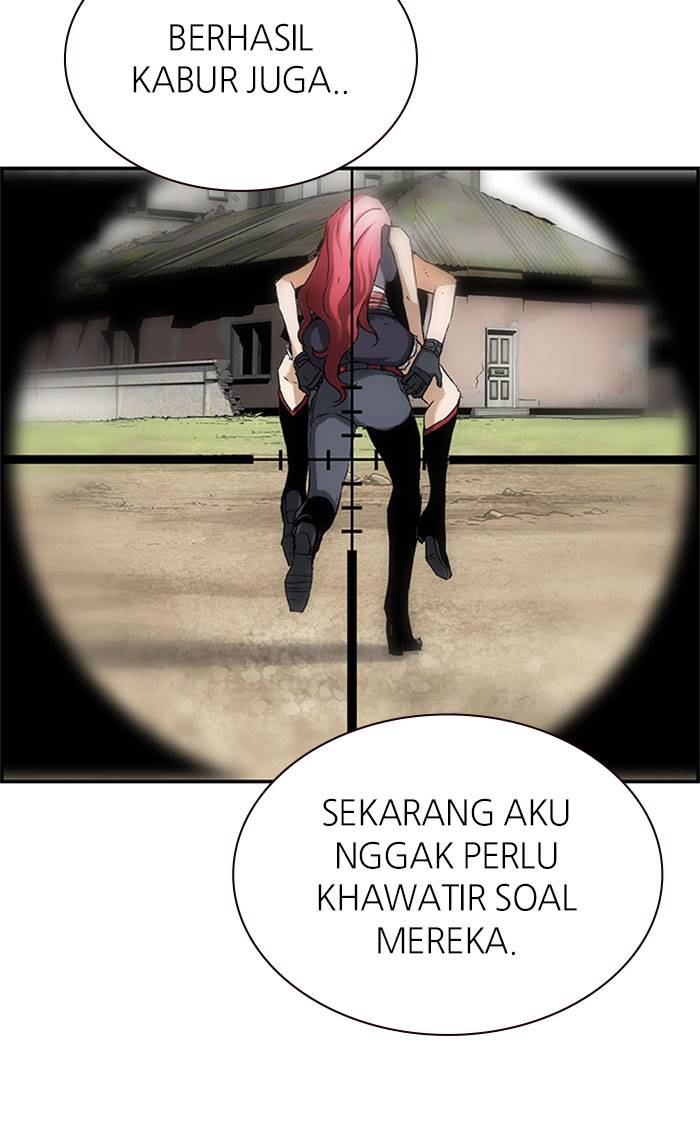 BERHASIL
KABUR JUGA..
SEKARANG AKU
NGGAK PERLU
KHAWATIR SOAL
MEREKA.